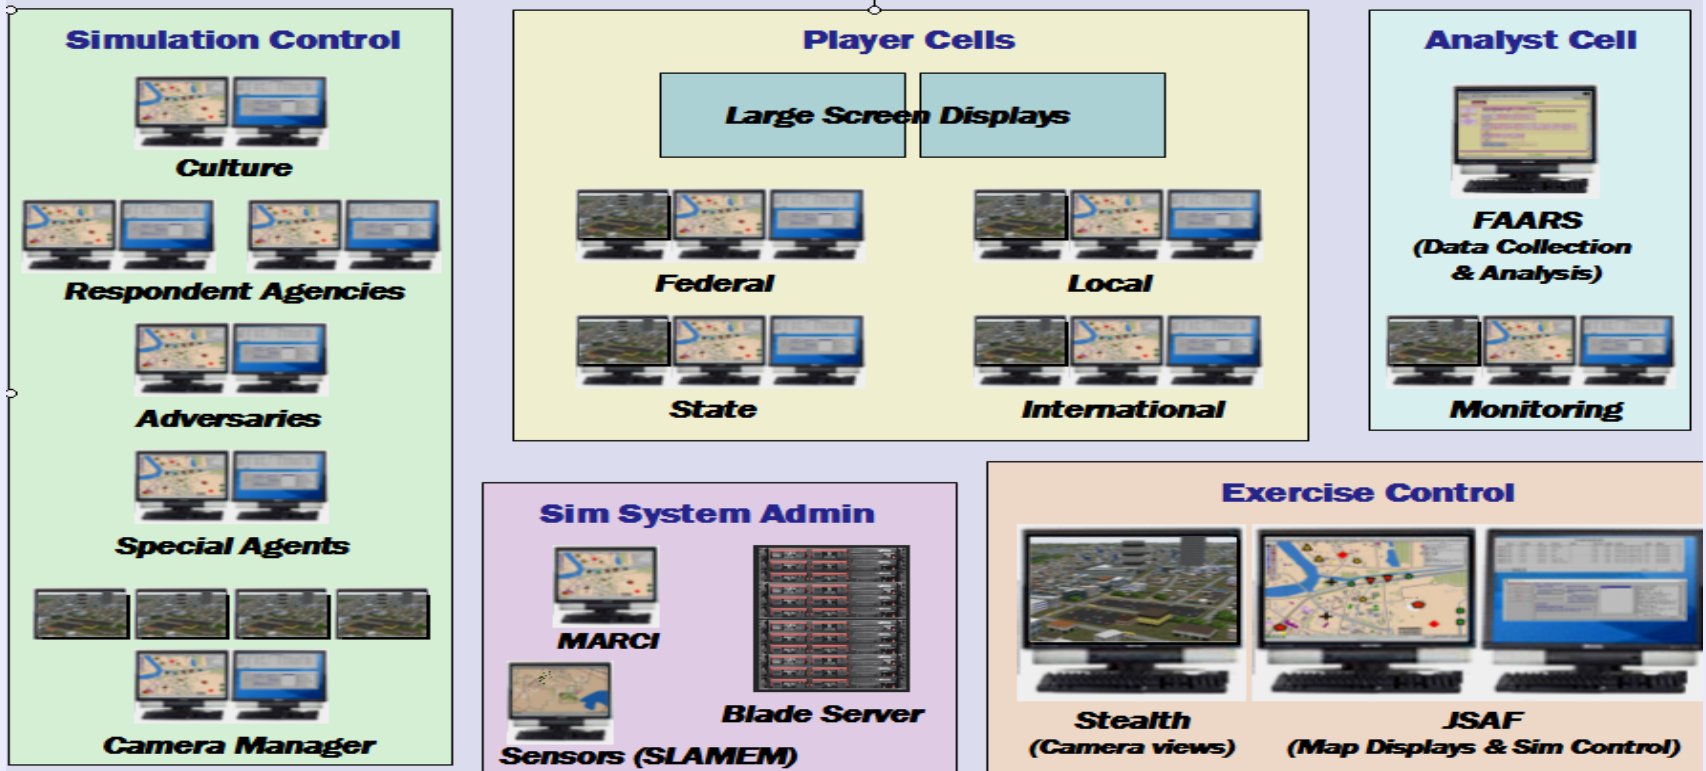 Simulation Control
Culture
Respondent Agencies
Adversaries
Special Agents
Camera Manager
Player Cells
Large Screen Displays
Federal
Local
State
International
Analyst Cell
FAARS
(Data Collection
& Analysis)
Monitoring
Sim System Admin
MARCI
Blade Server
Sensors (SLAMEM)
Exercise Control
Stealth
(Camera views)
JSAF
(Map Displays & Sim Control)